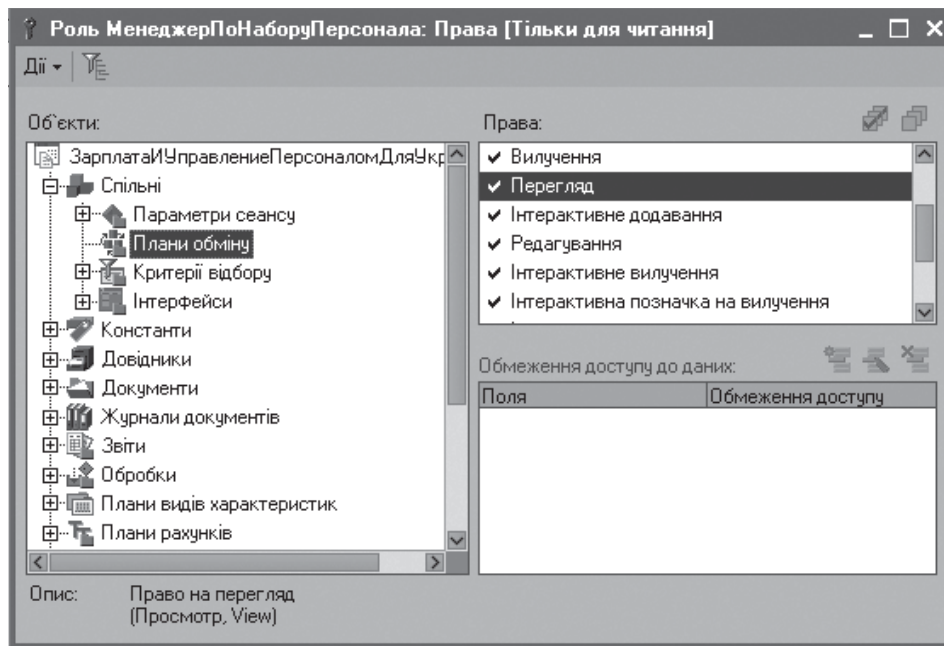 Роль МенеджерПоНаборуПерсонала: Права [Тільки для читання]
Дії
Об`єкти:
ЗарплатаИУправлениеПерсоналомДляУкр
Спільні
Параметри сеансу
Плани обміну
Критерії відбору
Інтерфейси
Константи
Довідники
Документи
Журнали документів
Звіти
Обробки
Плани видів характеристик
Плани рахунків
Права:
Вилучення
Перегляд
Інтерактивне додавання
Редагування
Інтерактивне вилучення
Інтерактивна позначка на вилучення
Обмеження доступу до даних:
Поля Обмеження доступу
Опис: Право на перегляд
(Просмотр, View)